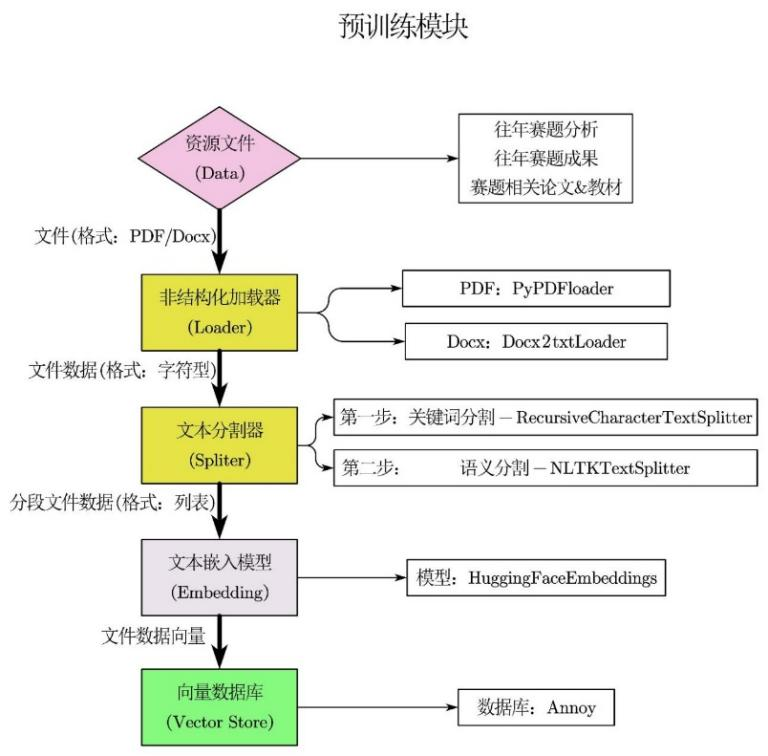 预训练模块
资源文件
(Data)
往年赛题分析
往年赛题成果
赛题相关论文&教材
文件(格式：PDF/Docx)
非结构化加载器
(Loader)
PDF：PyPDFloader
Docx：Docx2txtLoader
文件数据(格式：字符型)
文本分割器
(Spliter)
第一步：关键词分割－RecursiveCharacterTextSplitter
第二步： 语义分割－NLTKTextSplitter
分段文件数据(格式：列表)
文本嵌入模型
(Embedding)
模型：HuggingFaceEmbeddings
文件数据向量
向量数据库
(Vector Store)
数据库：Annoy